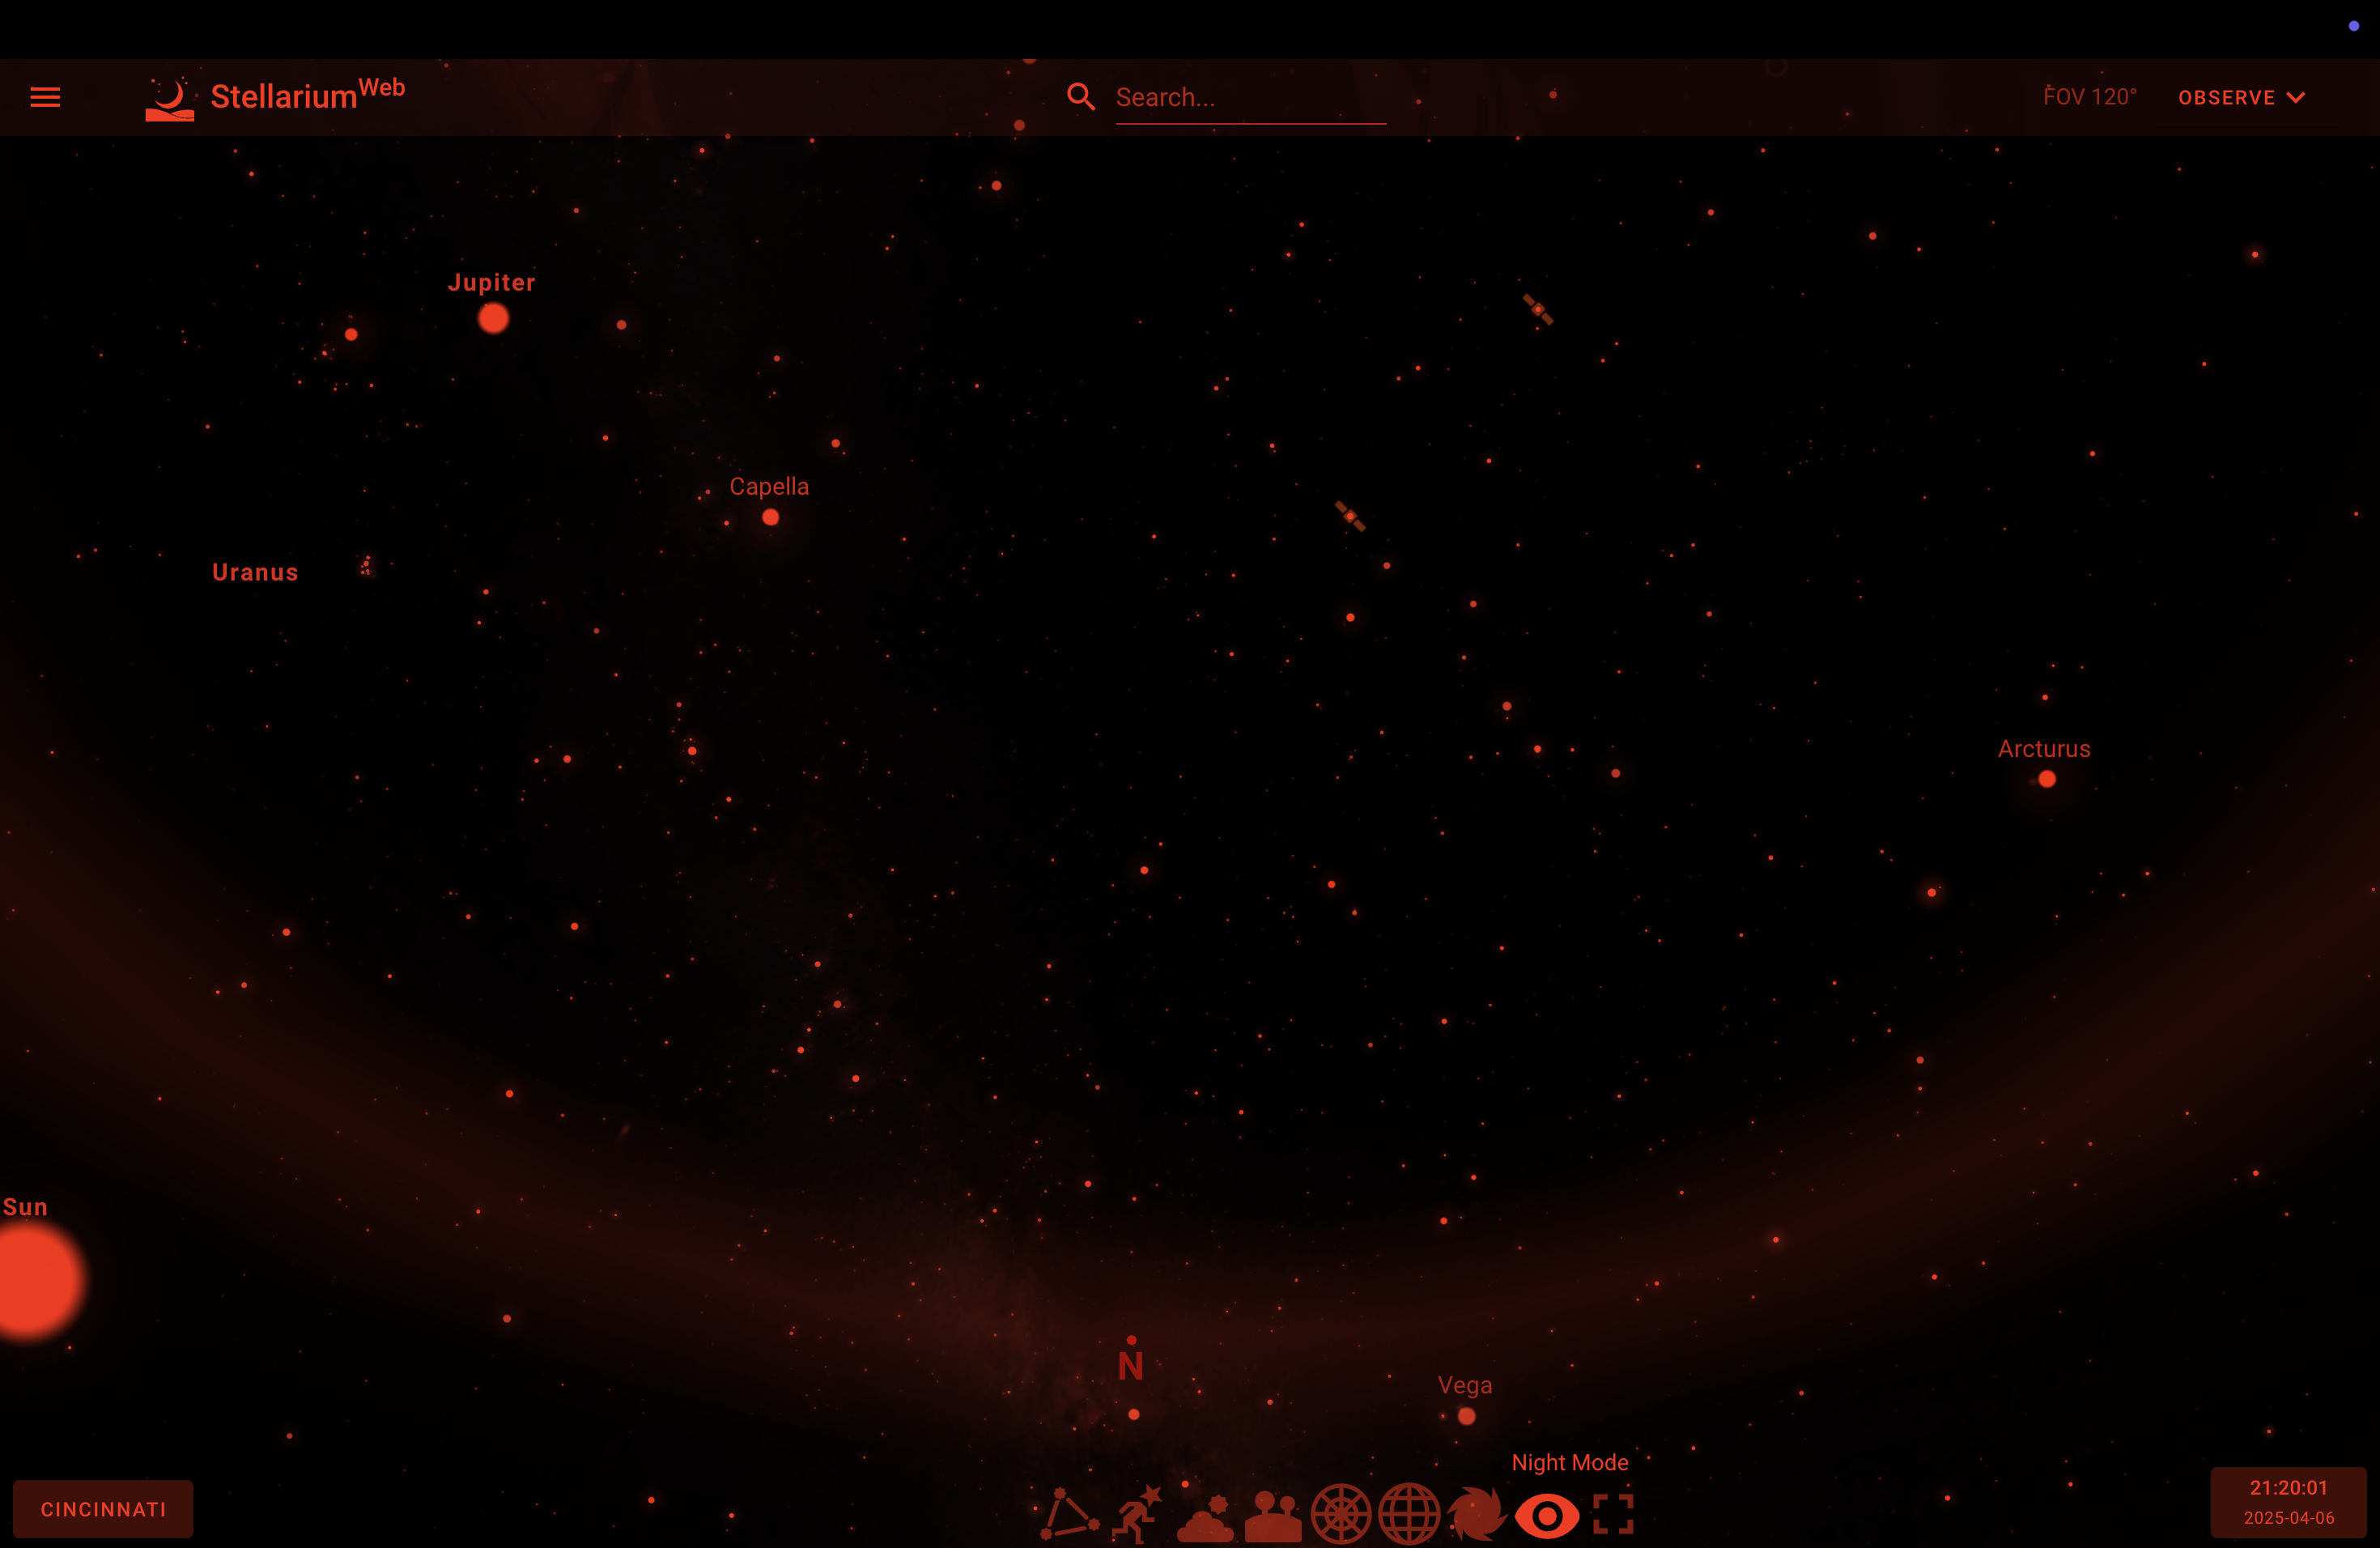 Stellarium Web
Search...
FOV 120°
OBSERVE
Jupiter
Capella
Uranus
Arcturus
Sun
N
Vega
Night Mode
CINCINNATI
21:20:01
2025-04-06